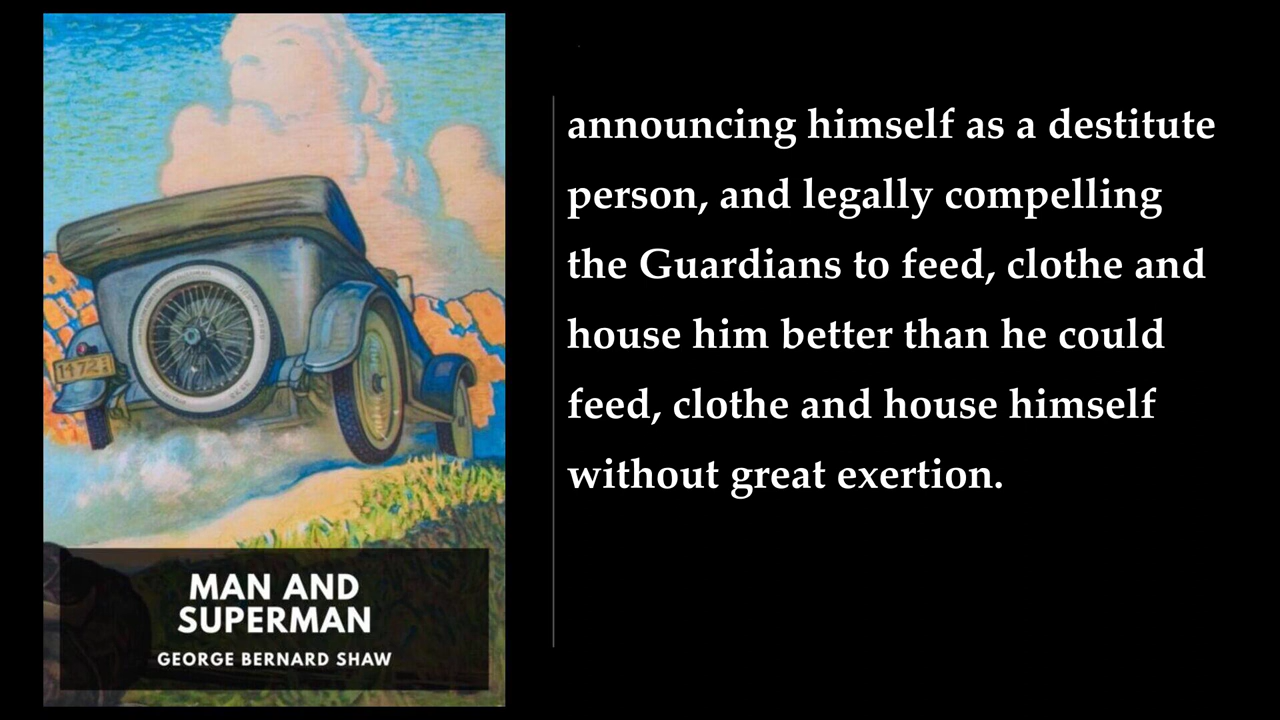 announcing himself as a destitute
person, and legally compelling
the Guardians to feed, clothe and
house him better than he could
feed, clothe and house himself
without great exertion.
1472
MAN AND
SUPERMAN
GEORGE BERNARD SHAW